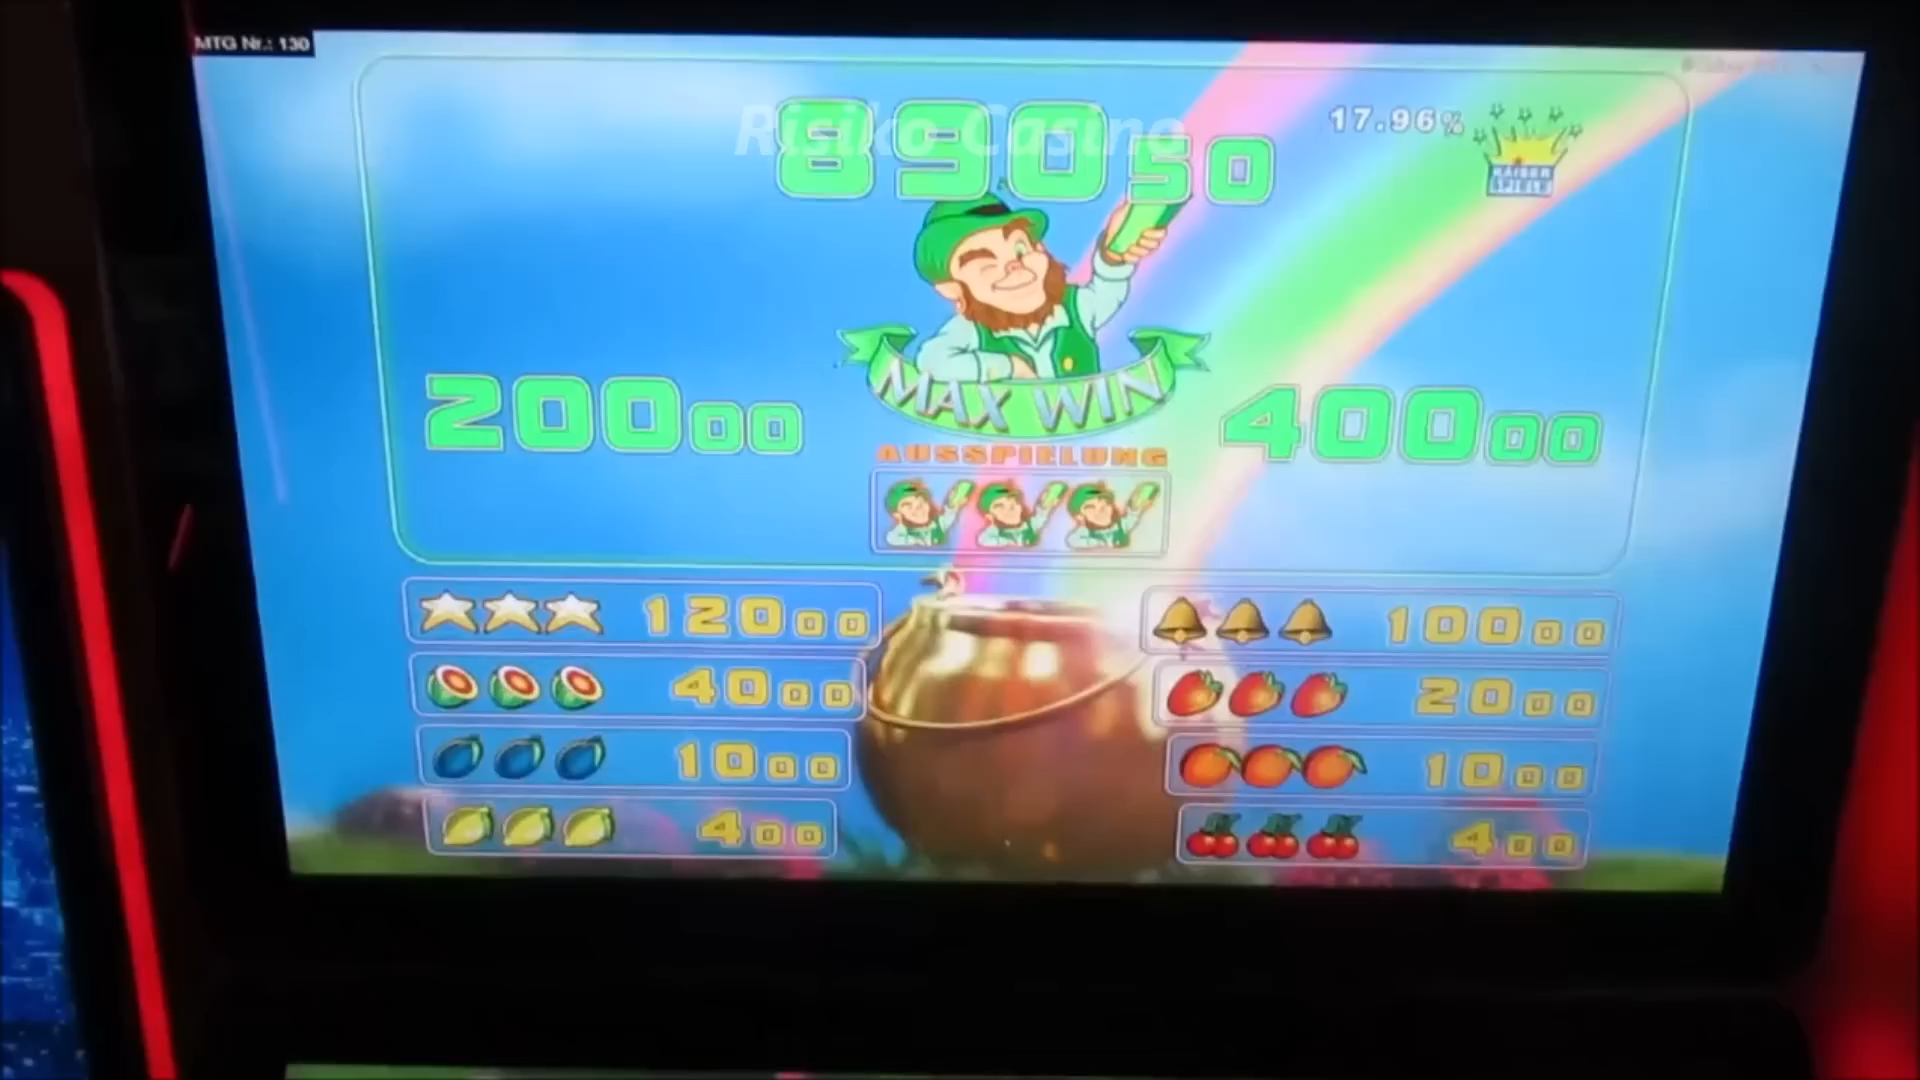 MTG Nr.: 130
Risiko Casino
890 50
17.96%
KAISER
SPIELE
200 00
MAX WIN
400 00
AUSSPIELUNG
120 00
100 00
40 00
20 00
10 00
10 00
4 00
4 00